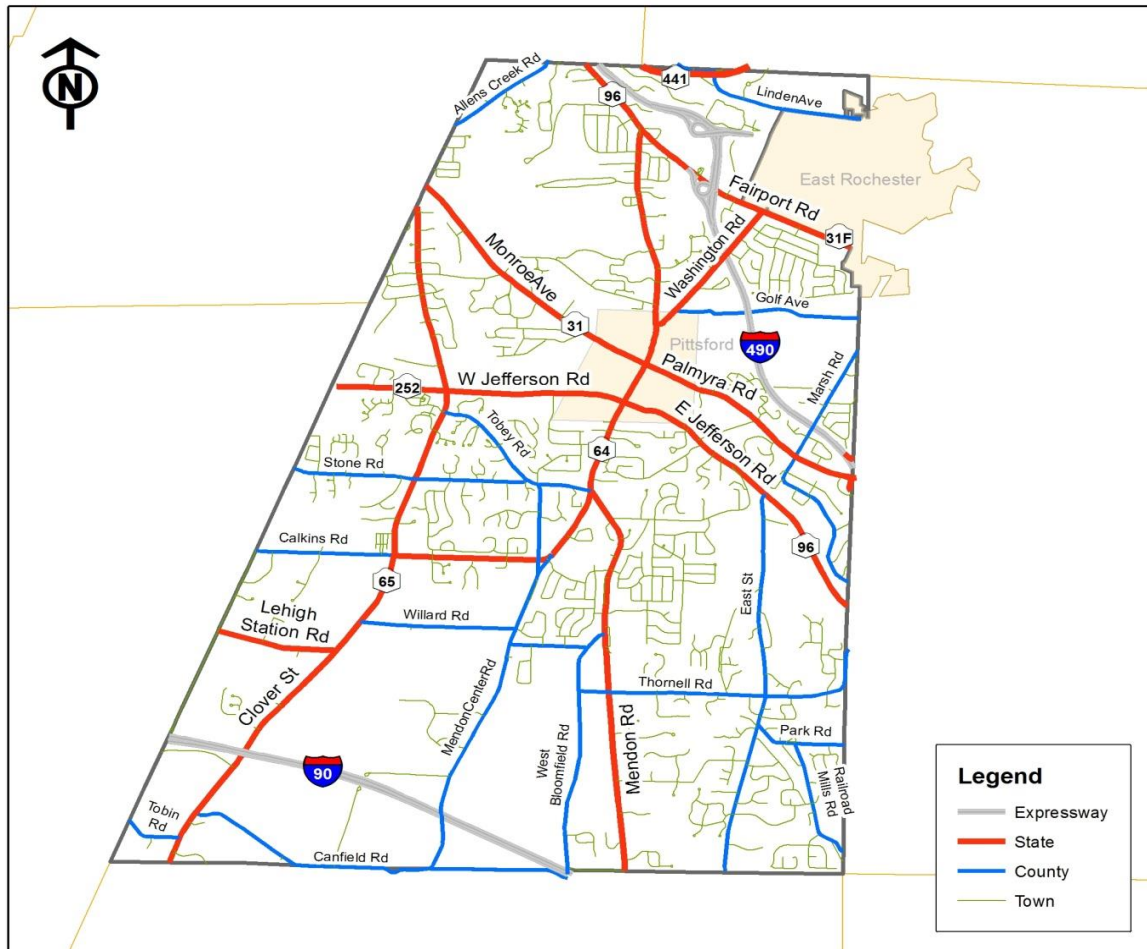 N
Allens Creek Rd
96
441
LindenAve
East Rochester
Fairport Rd
31F
Washington Rd
MonroeAve
31
Golf Ave
Pittsford
490
Palmyra Rd
Marsh Rd
252
W Jefferson Rd
E Jefferson Rd
Tobey Rd
64
Stone Rd
Calkins Rd
96
65
East St
Willard Rd
Lehigh
Station Rd
Clover St
MendonCenterRd
Thornell Rd
Park Rd
West
Bloomfield Rd
Mendon Rd
Railroad
Mills Rd
90
Tobin
Rd
Canfield Rd
Legend
Expressway
State
County
Town